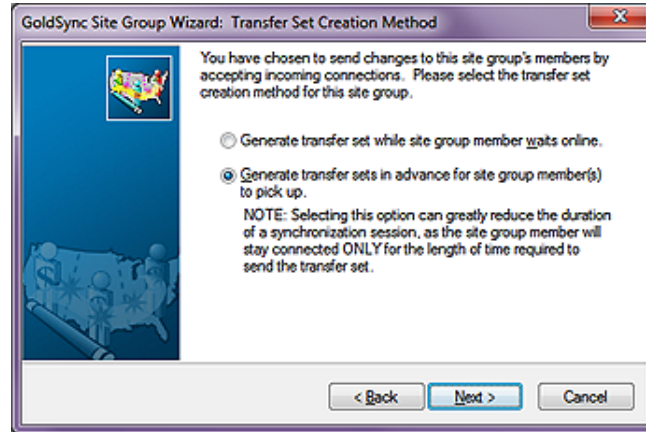 GoldSync Site Group Wizard: Transfer Set Creation Method
You have chosen to send changes to this site group's members by
accepting incoming connections. Please select the transfer set
creation method for this site group.
Generate transfer set while site group member waits online.
Generate transfer sets in advance for site group member(s)
to pick up.
NOTE: Selecting this option can greatly reduce the duration
of a synchronization session, as the site group member will
stay connected ONLY for the length of time required to
send the transfer set.
< Back
Next >
Cancel